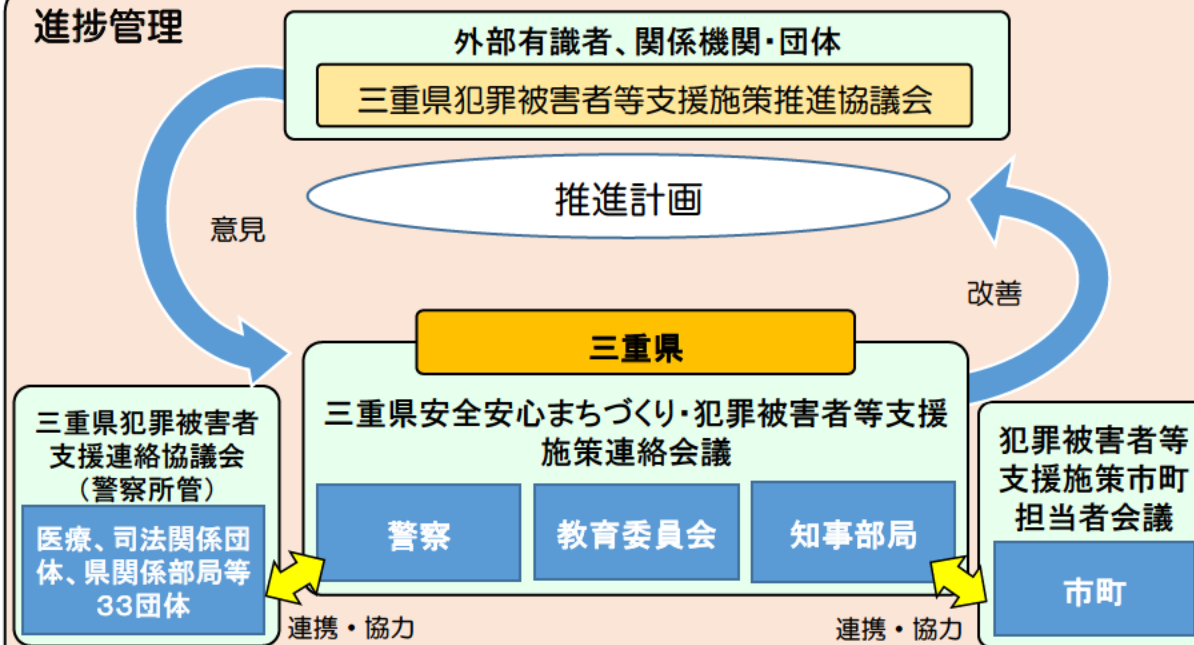 進捗管理
外部有識者、関係機関・団体
三重県犯罪被害者等支援施策推進協議会
推進計画
意見
改善
三重県
三重県安全安心まちづくり・犯罪被害者等支援
施策連絡会議
警察
教育委員会
知事部局
三重県犯罪被害者
支援連絡協議会
（警察所管）
医療、司法関係団
体、県関係部局等
33団体
連携・協力
連携・協力
犯罪被害者等
支援施策市町
担当者会議
市町